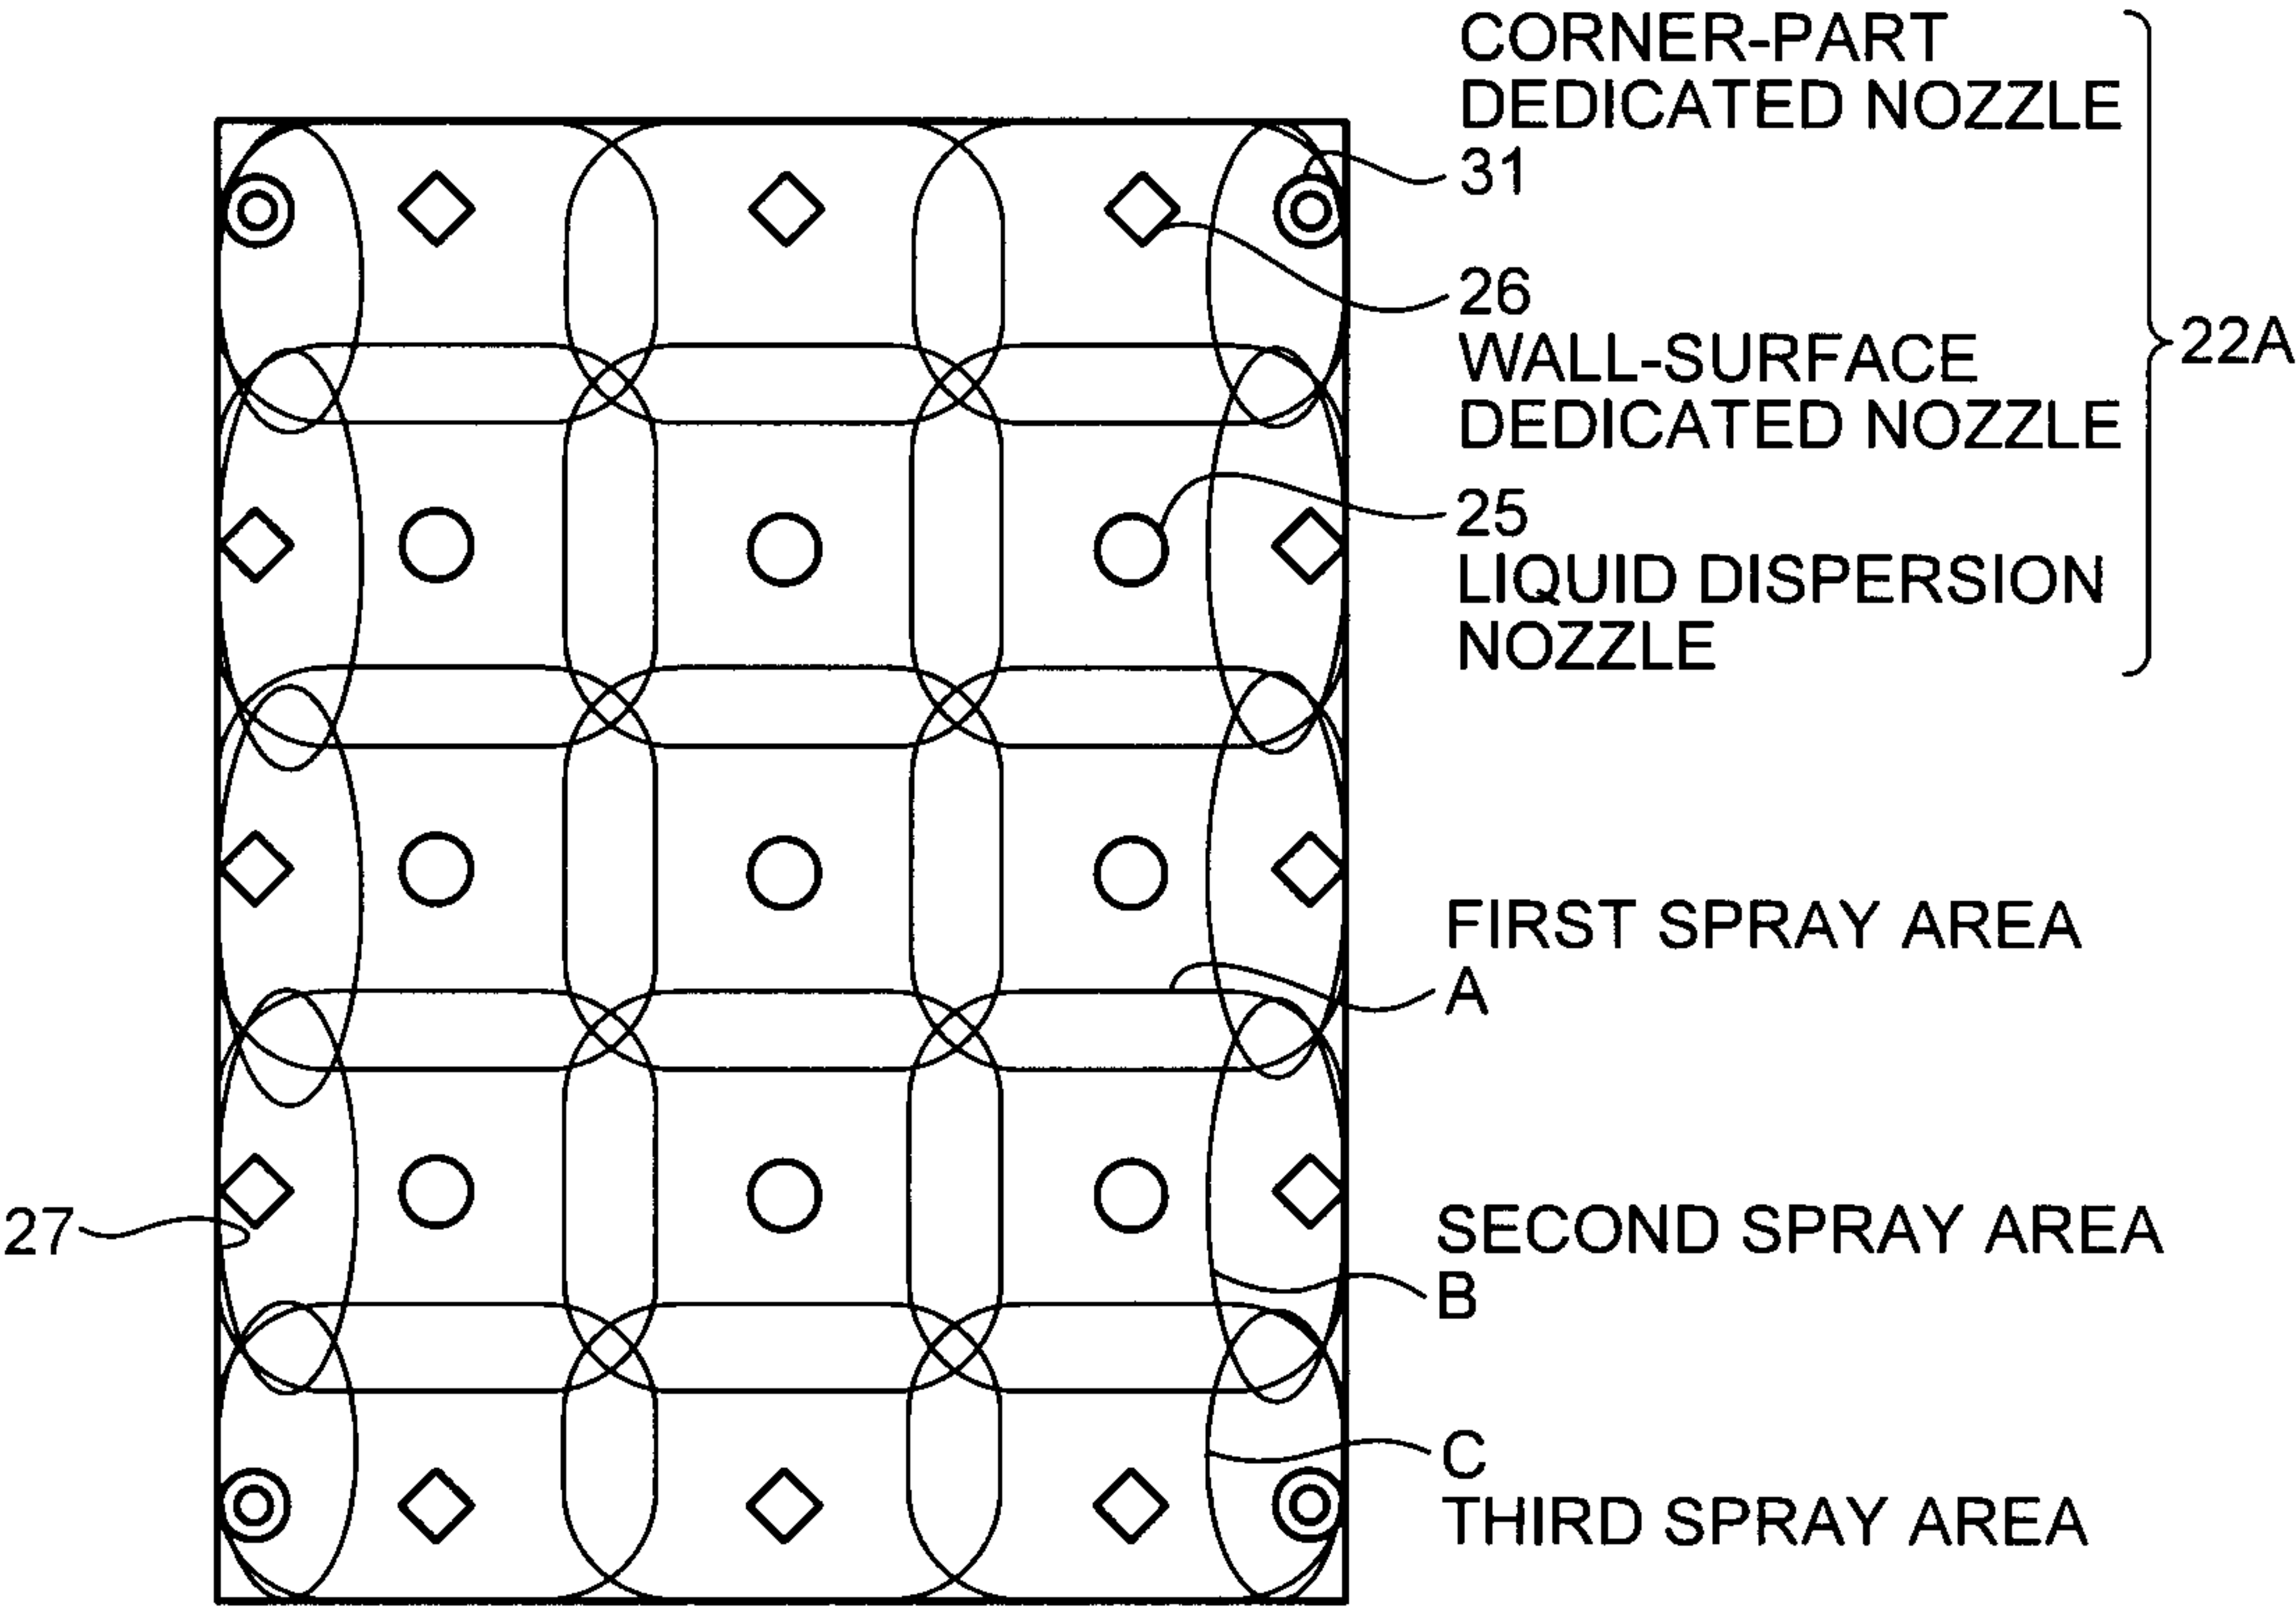 CORNER-PART
DEDICATED NOZZLE
31
26
WALL-SURFACE
DEDICATED NOZZLE
22A
25
LIQUID DISPERSION
NOZZLE
FIRST SPRAY AREA
A
27
SECOND SPRAY AREA
B
C
THIRD SPRAY AREA